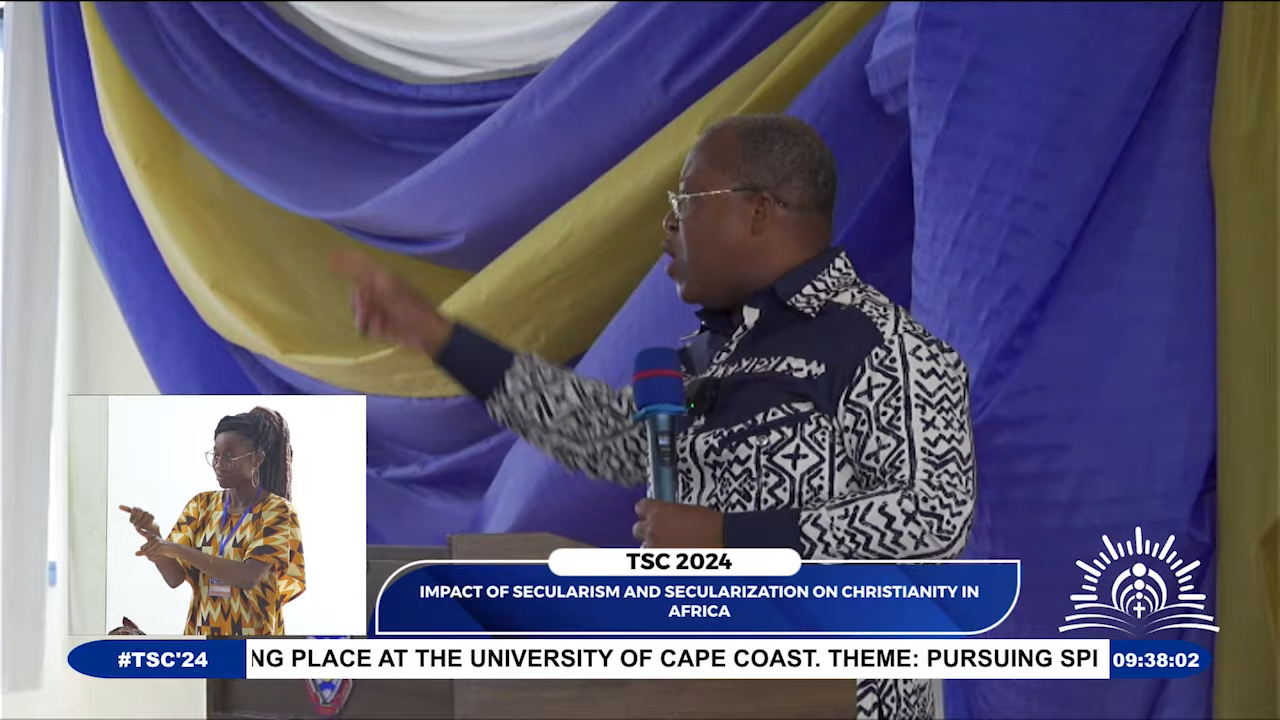 TSC 2024
IMPACT OF SECULARISM AND SECULARIZATION ON CHRISTIANITY IN
AFRICA
#TSC'24
NG PLACE AT THE UNIVERSITY OF CAPE COAST. THEME: PURSUING SPI
09:38:02